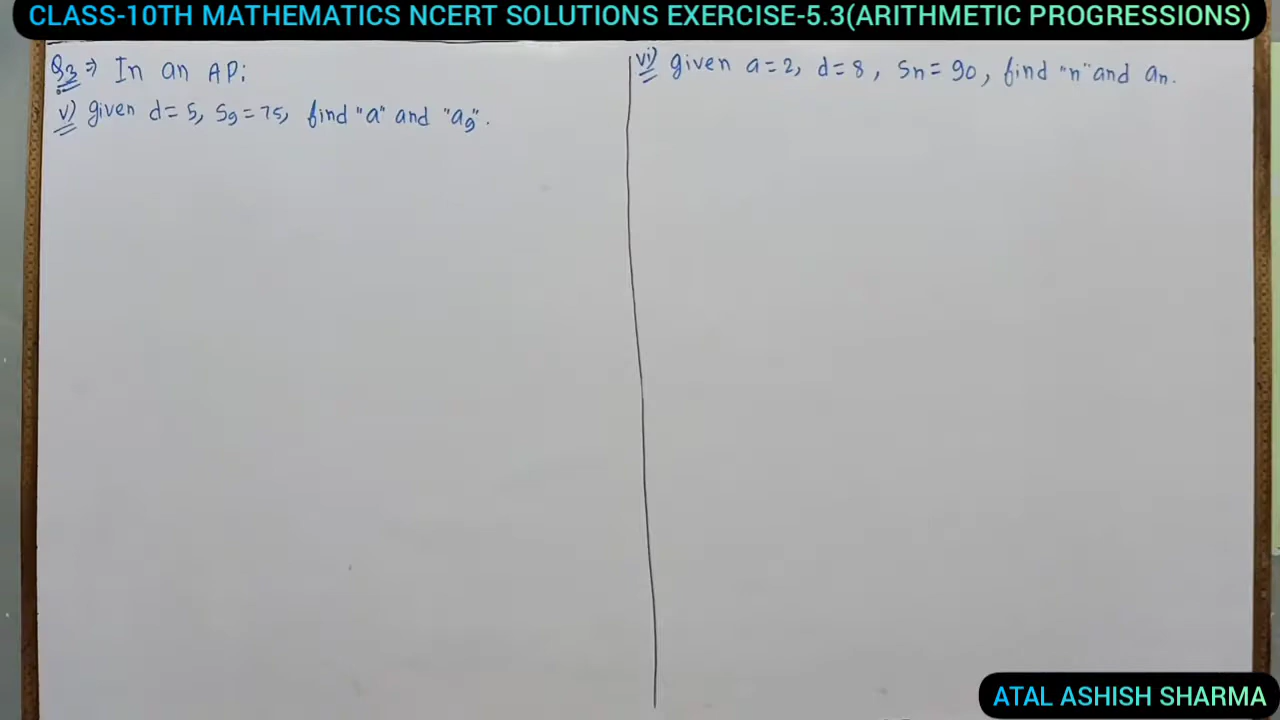 CLASS-10TH MATHEMATICS NCERT SOLUTIONS EXERCISE-5.3(ARITHMETIC PROGRESSIONS)
Q3⇒ In an AP:
v) given d=5, S₉=75, find "a" and "a₉".
vi) given a=2, d=8, Sn=90, find "n" and an.
ATAL ASHISH SHARMA